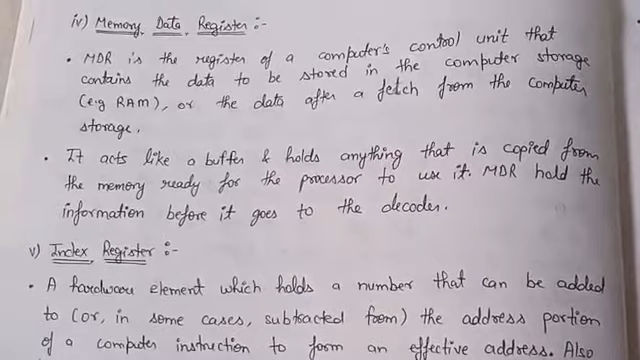 iv) Memory Data Register :-
• MDR is the register of a computer's control unit that
contains the data to be stored in the computer storage
(e.g RAM), or the data after a fetch from the computer
storage.
• It acts like a buffer & holds anything that is copied from
the memory ready for the processor to use it. MDR hold the
information before it goes to the decoder.
v) Index Register :-
• A hardware element which holds a number that can be added
to (or, in some cases, subtracted from) the address portion
of a computer instruction to form an effective address. Also